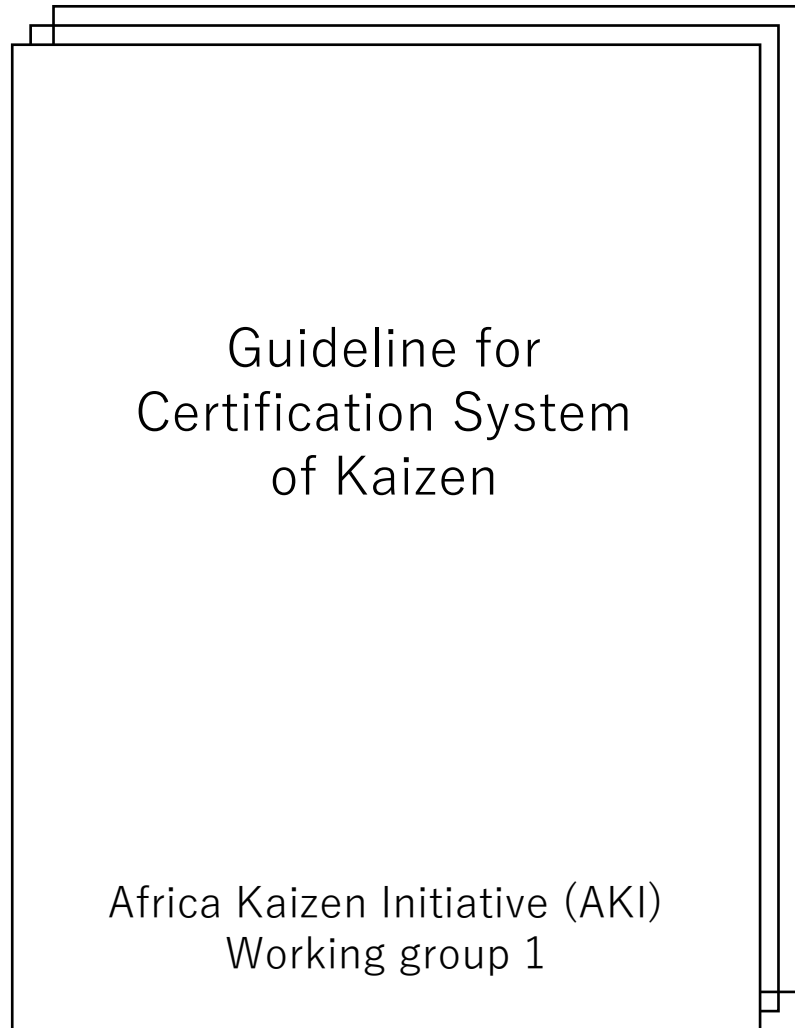 Guideline for
Certification System
of Kaizen
Africa Kaizen Initiative (AKI)
Working group 1